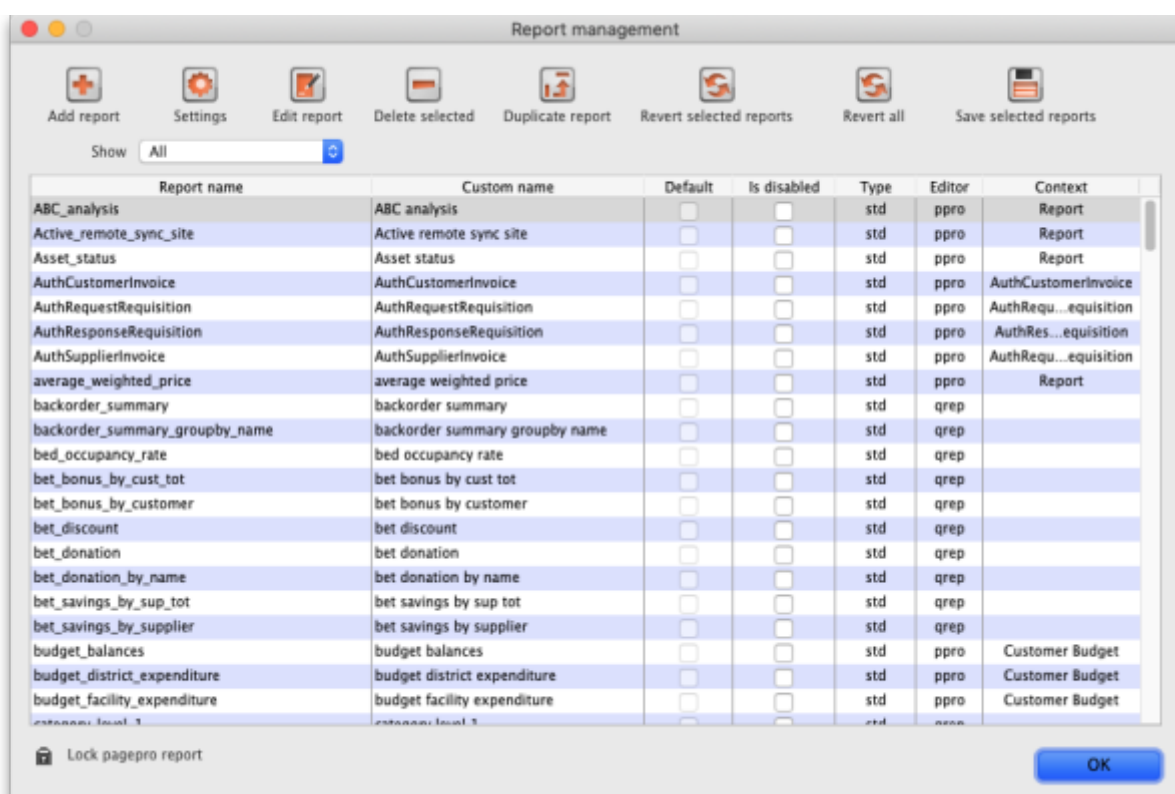 Report management
Add report Settings Edit report Delete selected Duplicate report Revert selected reports Revert all Save selected reports
Show All
Report name Custom name Default Is disabled Type Editor Context
ABC_analysis ABC analysis std ppro Report
Active_remote_sync_site Active remote sync site std ppro Report
Asset_status Asset status std ppro Report
AuthCustomerInvoice AuthCustomerInvoice std ppro AuthCustomerInvoice
AuthRequestRequisition AuthRequestRequisition std ppro AuthRequ...equisition
AuthResponseRequisition AuthResponseRequisition std ppro AuthRes...equisition
AuthSupplierInvoice AuthSupplierInvoice std ppro AuthRequ...equisition
average_weighted_price average weighted price std ppro Report
backorder_summary backorder summary std qrep
backorder_summary_groupby_name backorder summary groupby name std qrep
bed_occupancy_rate bed occupancy rate std qrep
bet_bonus_by_cust_tot bet bonus by cust tot std qrep
bet_bonus_by_customer bet bonus by customer std qrep
bet_discount bet discount std qrep
bet_donation bet donation std qrep
bet_donation_by_name bet donation by name std qrep
bet_savings_by_sup_tot bet savings by sup tot std qrep
bet_savings_by_supplier bet savings by supplier std qrep
budget_balances budget balances std ppro Customer Budget
budget_district_expenditure budget district expenditure std ppro Customer Budget
budget_facility_expenditure budget facility expenditure std ppro Customer Budget
category_level_1 category level 1 std qrep
Lock pagepro report
OK